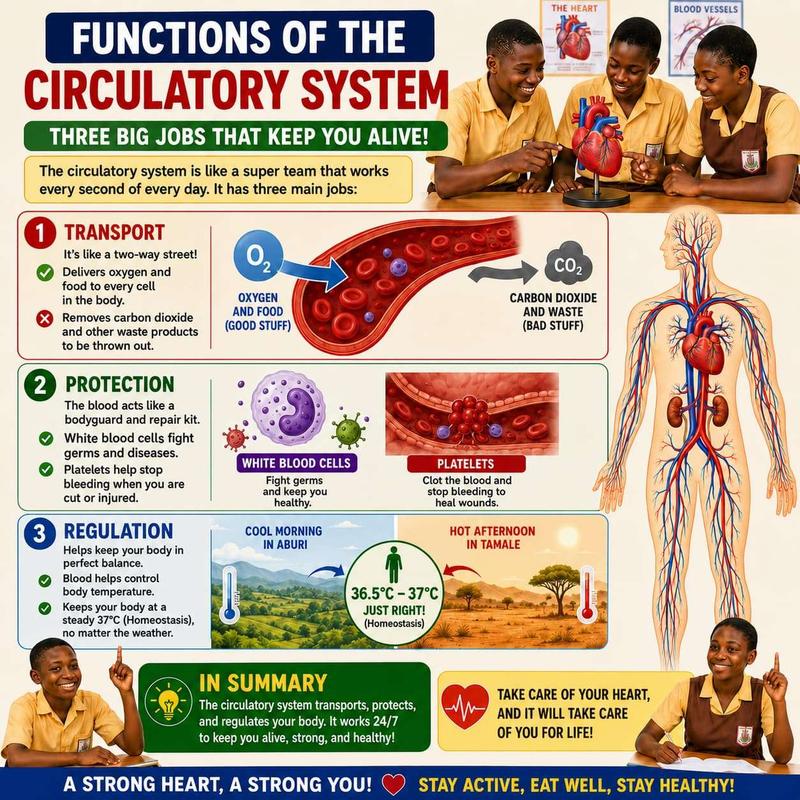 FUNCTIONS OF THE
CIRCULATORY SYSTEM
THREE BIG JOBS THAT KEEP YOU ALIVE!
The circulatory system is like a super team that works
every second of every day. It has three main jobs:
THE HEART
BLOOD VESSELS
1 TRANSPORT
It's like a two-way street!
Delivers oxygen and
food to every cell
in the body.
Removes carbon dioxide
and other waste products
to be thrown out.
O₂
OXYGEN
AND FOOD
(GOOD STUFF)
CO₂
CARBON DIOXIDE
AND WASTE
(BAD STUFF)
2 PROTECTION
The blood acts like a
bodyguard and repair kit.
White blood cells fight
germs and diseases.
Platelets help stop
bleeding when you are
cut or injured.
WHITE BLOOD CELLS
Fight germs
and keep you
healthy.
PLATELETS
Clot the blood and
stop bleeding to
heal wounds.
3 REGULATION
Helps keep your body in
perfect balance.
Blood helps control
body temperature.
Keeps your body at a
steady 37°C (Homeostasis),
no matter the weather.
COOL MORNING
IN ABURI
HOT AFTERNOON
IN TAMALE
36.5°C – 37°C
JUST RIGHT!
(Homeostasis)
IN SUMMARY
The circulatory system transports, protects,
and regulates your body. It works 24/7
to keep you alive, strong, and healthy!
TAKE CARE OF YOUR HEART,
AND IT WILL TAKE CARE
OF YOU FOR LIFE!
A STRONG HEART, A STRONG YOU! STAY ACTIVE, EAT WELL, STAY HEALTHY!